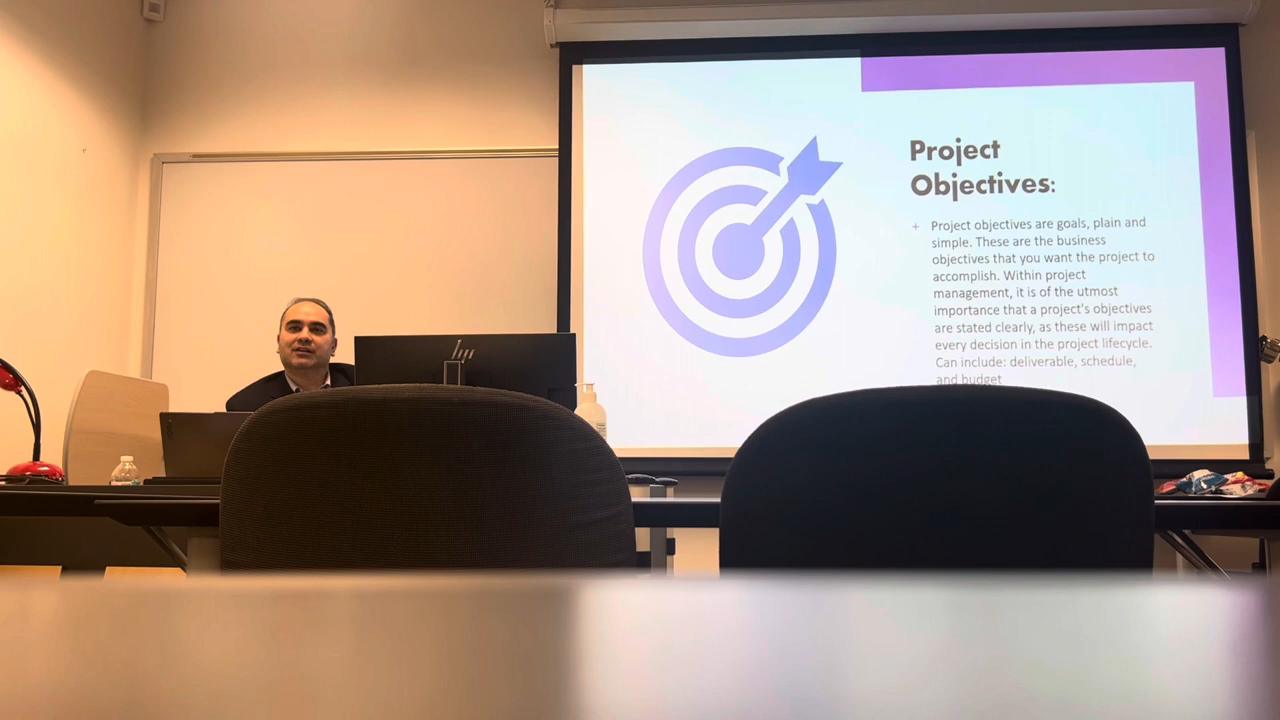 Project
Objectives:
+ Project objectives are goals, plain and
simple. These are the business
objectives that you want the project to
accomplish. Within project
management, it is of the utmost
importance that a project's objectives
are stated clearly, as these will impact
every decision in the project lifecycle.
Can include: deliverable, schedule,
and budget
hp